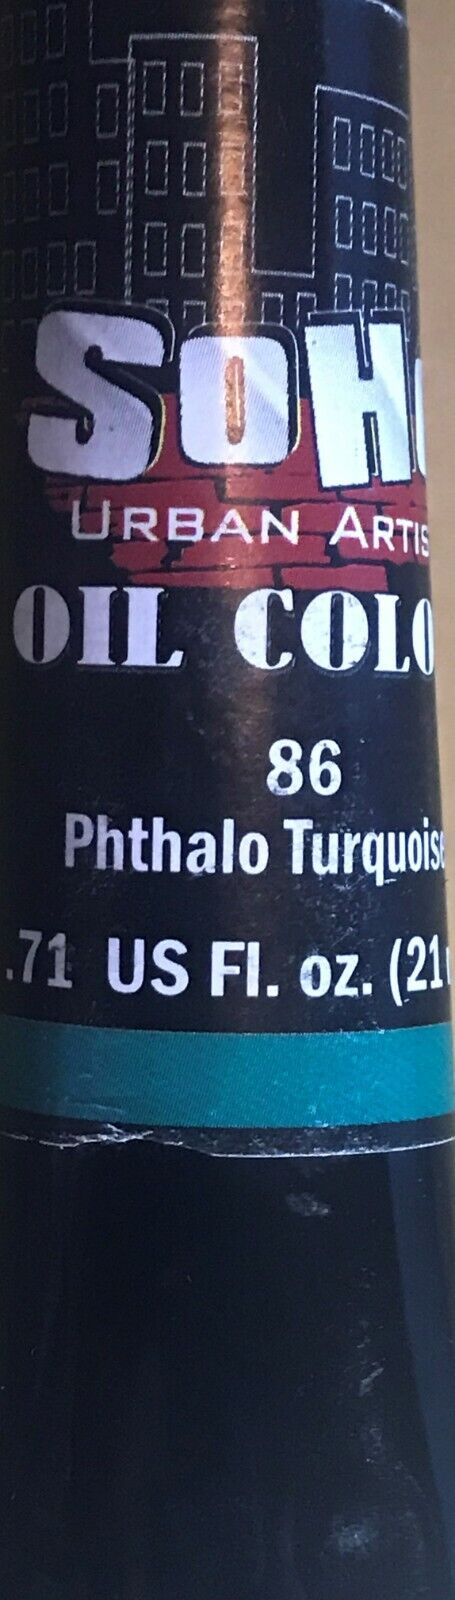 SOHO
URBAN ARTIS
OIL COLO
86
Phthalo Turquoise
.71 US Fl. oz. (21